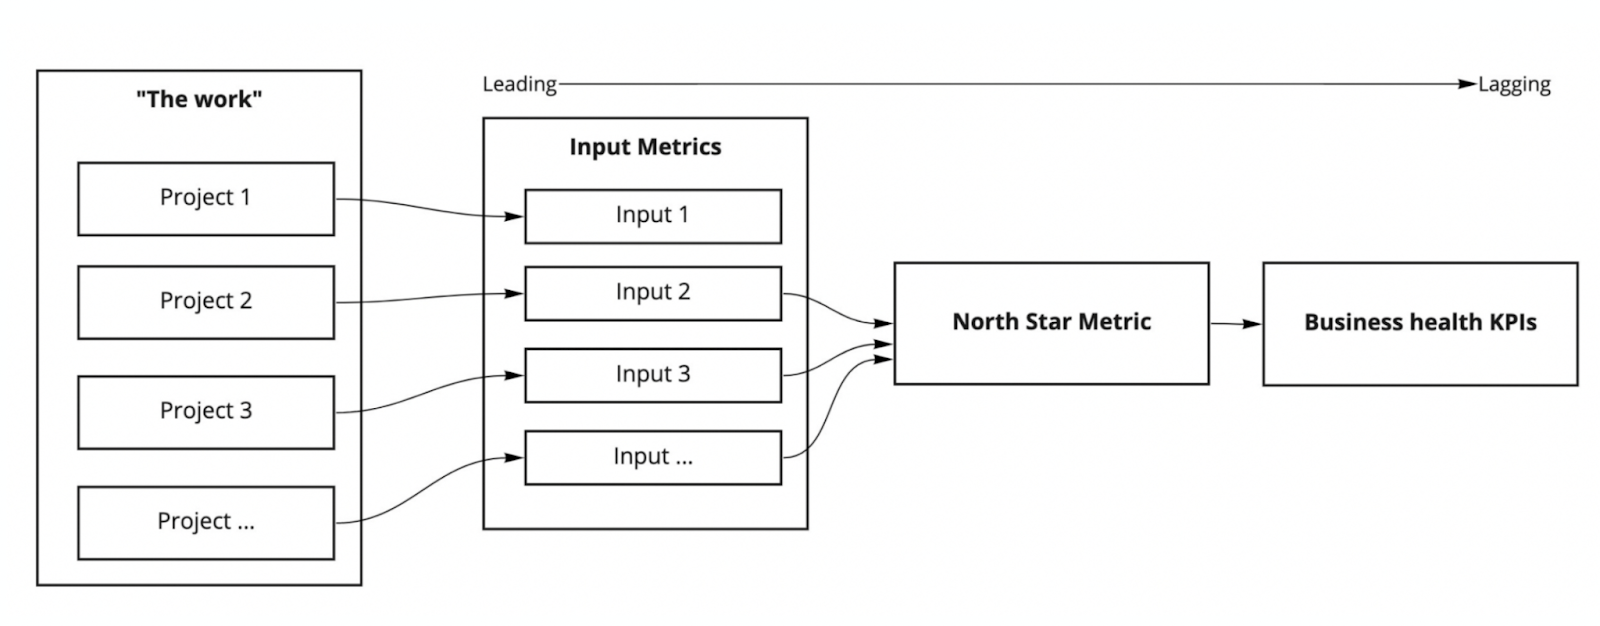 "The work"
Project 1
Project 2
Project 3
Project ...
Leading
Lagging
Input Metrics
Input 1
Input 2
Input 3
Input ...
North Star Metric
Business health KPIs